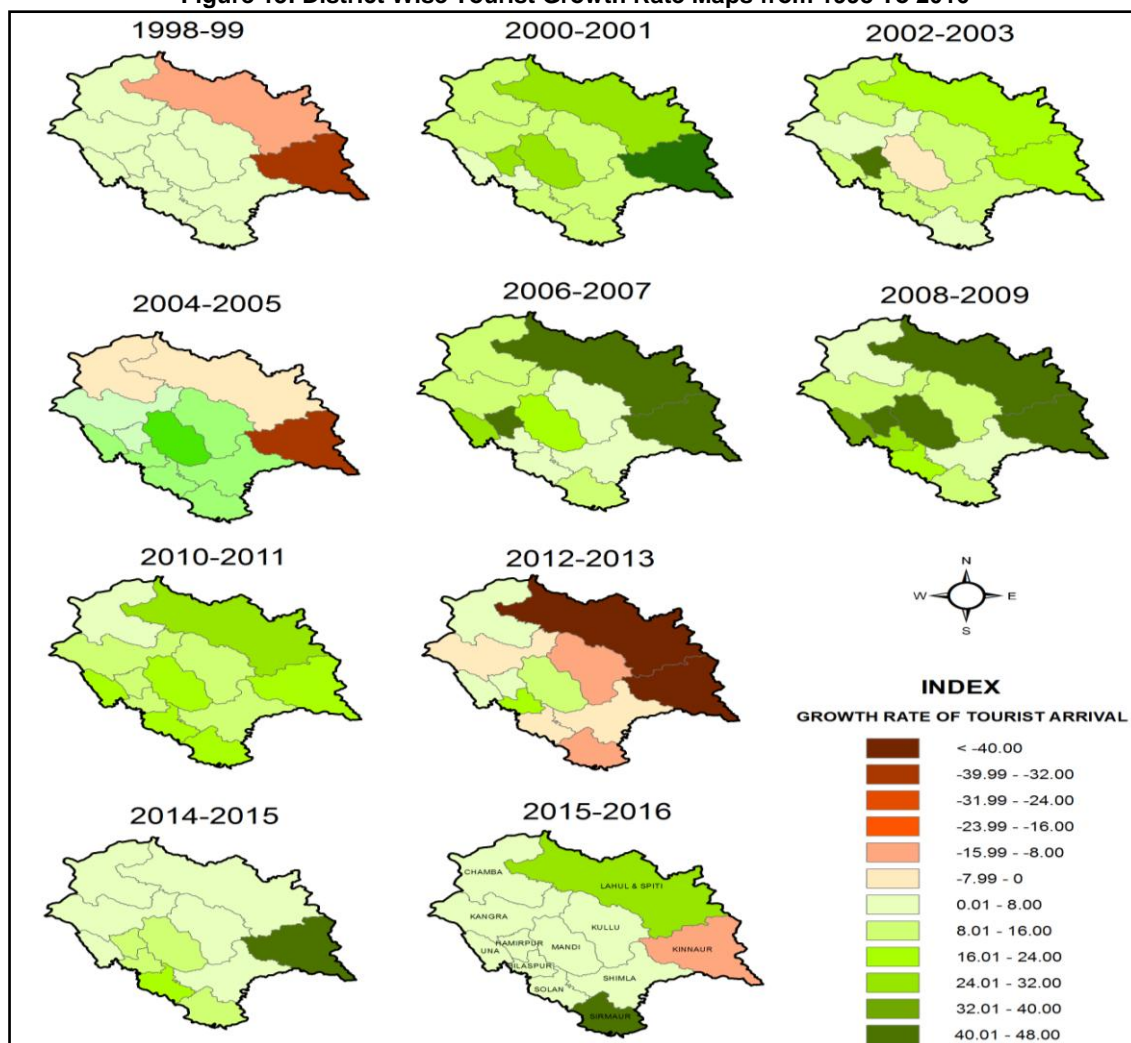 Figure 13: District Wise Tourist Growth Rate Maps from 1998 To 2016
1998-99
2000-2001
2002-2003
2004-2005
2006-2007
2008-2009
2010-2011
2012-2013
N
W
E
S
2014-2015
2015-2016
CHAMBA
LAHUL & SPITI
KANGRA
KULLU
HAMIRPUR
MANDI
KINNAUR
UNA
BILASPUR
SHIMLA
SOLAN
SIRMAUR
INDEX
GROWTH RATE OF TOURIST ARRIVAL
< -40.00
-39.99 - -32.00
-31.99 - -24.00
-23.99 - -16.00
-15.99 - -8.00
-7.99 - 0
0.01 - 8.00
8.01 - 16.00
16.01 - 24.00
24.01 - 32.00
32.01 - 40.00
40.01 - 48.00